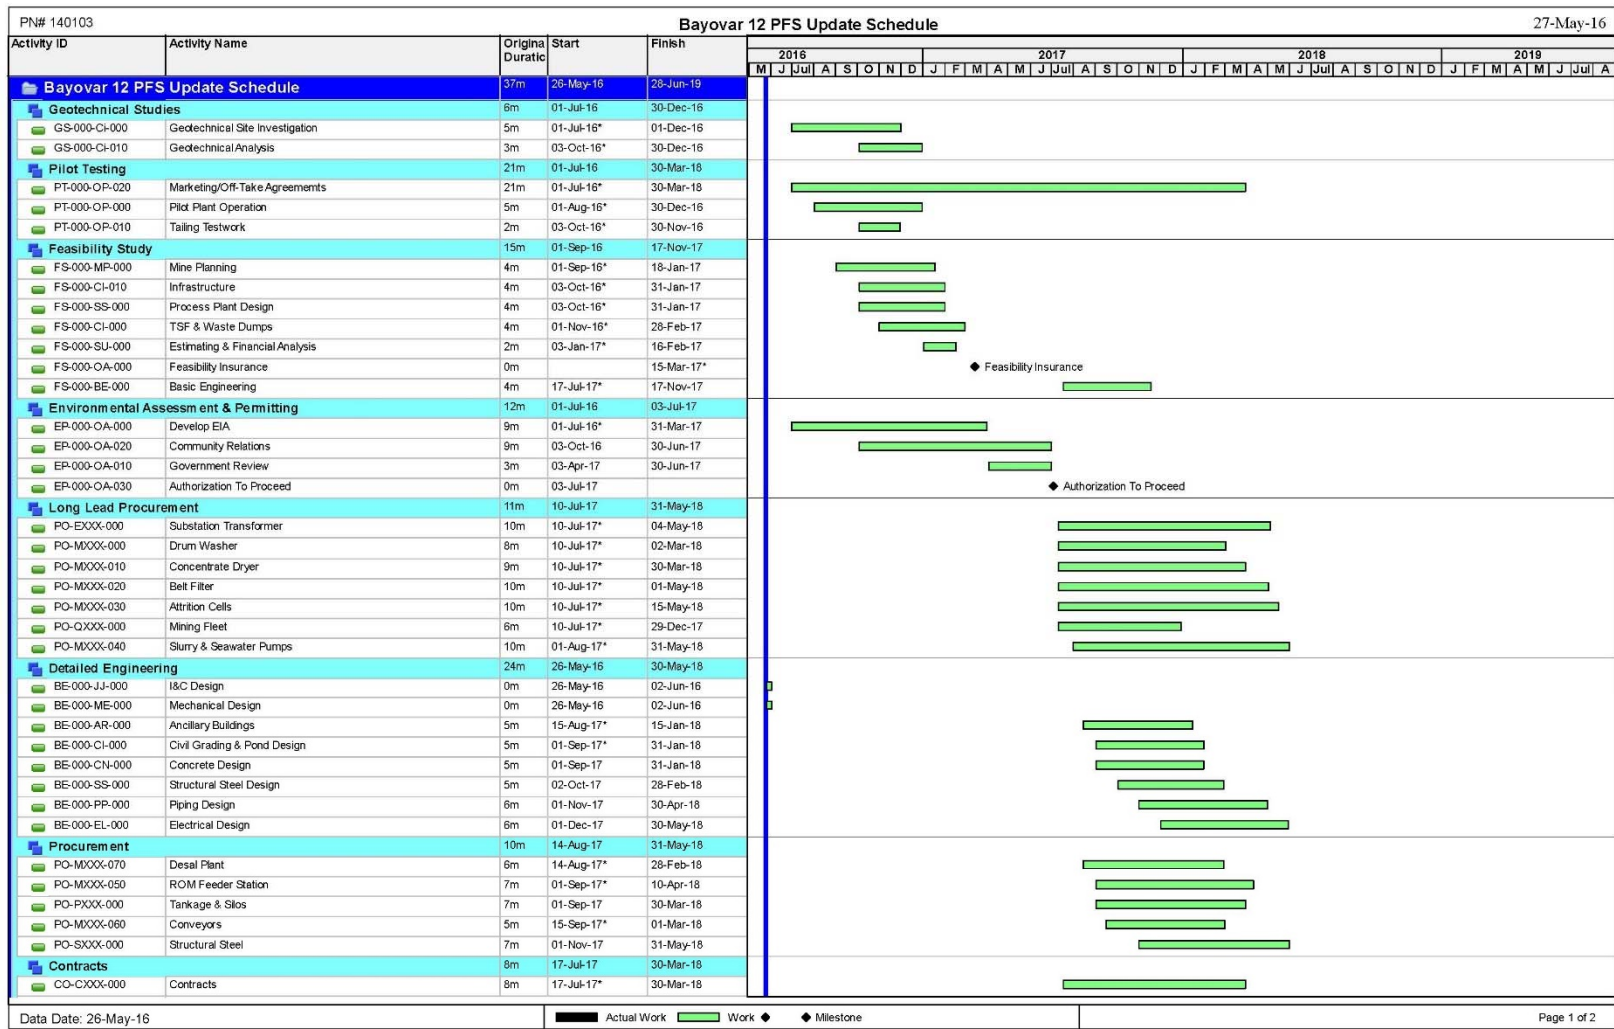 PN# 140103 Bayovar 12 PFS Update Schedule 27-May-16
Activity ID Activity Name Origina Duratic Start Finish 2016 2017 2018 2019
M J Jul A S O N D J F M A M J Jul A S O N D J F M A M J Jul A S O N D J F M A M J Jul A
Bayovar 12 PFS Update Schedule 37m 26-May-16 28-Jun-19
Geotechnical Studies 6m 01-Jul-16 30-Dec-16
GS-000-CI-000 Geotechnical Site Investigation 5m 01-Jul-16* 01-Dec-16
GS-000-CI-010 Geotechnical Analysis 3m 03-Oct-16* 30-Dec-16
Pilot Testing 21m 01-Jul-16 30-Mar-18
PT-000-OP-020 Marketing/Off-Take Agreememts 21m 01-Jul-16* 30-Mar-18
PT-000-OP-000 Pilot Plant Operation 5m 01-Aug-16* 30-Dec-16
PT-000-OP-010 Tailing Testwork 2m 03-Oct-16* 30-Nov-16
Feasibility Study 15m 01-Sep-16 17-Nov-17
FS-000-MP-000 Mine Planning 4m 01-Sep-16* 18-Jan-17
FS-000-CI-010 Infrastructure 4m 03-Oct-16* 31-Jan-17
FS-000-SS-000 Process Plant Design 4m 03-Oct-16* 31-Jan-17
FS-000-CI-000 TSF & Waste Dumps 4m 01-Nov-16* 28-Feb-17
FS-000-SU-000 Estimating & Financial Analysis 2m 03-Jan-17* 16-Feb-17
FS-000-OA-000 Feasibility Insurance 0m 15-Mar-17* Feasibility Insurance
FS-000-BE-000 Basic Engineering 4m 17-Jul-17* 17-Nov-17
Environmental Assessment & Permitting 12m 01-Jul-16 03-Jul-17
EP-000-OA-000 Develop EIA 9m 01-Jul-16* 31-Mar-17
EP-000-OA-020 Community Relations 9m 03-Oct-16 30-Jun-17
EP-000-OA-010 Government Review 3m 03-Apr-17 30-Jun-17
EP-000-OA-030 Authorization To Proceed 0m 03-Jul-17 Authorization To Proceed
Long Lead Procurement 11m 10-Jul-17 31-May-18
PO-EXXX-000 Substation Transformer 10m 10-Jul-17* 04-May-18
PO-MXXX-000 Drum Washer 8m 10-Jul-17* 02-Mar-18
PO-MXXX-010 Concentrate Dryer 9m 10-Jul-17* 30-Mar-18
PO-MXXX-020 Belt Filter 10m 10-Jul-17* 01-May-18
PO-MXXX-030 Attrition Cells 10m 10-Jul-17* 15-May-18
PO-QXXX-000 Mining Fleet 6m 10-Jul-17* 29-Dec-17
PO-MXXX-040 Slurry & Seawater Pumps 10m 01-Aug-17* 31-May-18
Detailed Engineering 24m 26-May-16 30-May-18
BE-000-JJ-000 I&C Design 0m 26-May-16 02-Jun-16
BE-000-ME-000 Mechanical Design 0m 26-May-16 02-Jun-16
BE-000-AR-000 Ancillary Buildings 5m 15-Aug-17* 15-Jan-18
BE-000-CI-000 Civil Grading & Pond Design 5m 01-Sep-17* 31-Jan-18
BE-000-CN-000 Concrete Design 5m 01-Sep-17 31-Jan-18
BE-000-SS-000 Structural Steel Design 5m 02-Oct-17 28-Feb-18
BE-000-PP-000 Piping Design 6m 01-Nov-17 30-Apr-18
BE-000-EL-000 Electrical Design 6m 01-Dec-17 30-May-18
Procurement 10m 14-Aug-17 31-May-18
PO-MXXX-070 Desal Plant 6m 14-Aug-17* 28-Feb-18
PO-MXXX-050 ROM Feeder Station 7m 01-Sep-17* 10-Apr-18
PO-PXXX-000 Tankage & Silos 7m 01-Sep-17 30-Mar-18
PO-MXXX-060 Conveyors 5m 15-Sep-17* 01-Mar-18
PO-SXXX-000 Structural Steel 7m 01-Nov-17 31-May-18
Contracts 8m 17-Jul-17 30-Mar-18
CO-CXXX-000 Contracts 8m 17-Jul-17* 30-Mar-18
Data Date: 26-May-16 Actual Work Work Milestone Page 1 of 2